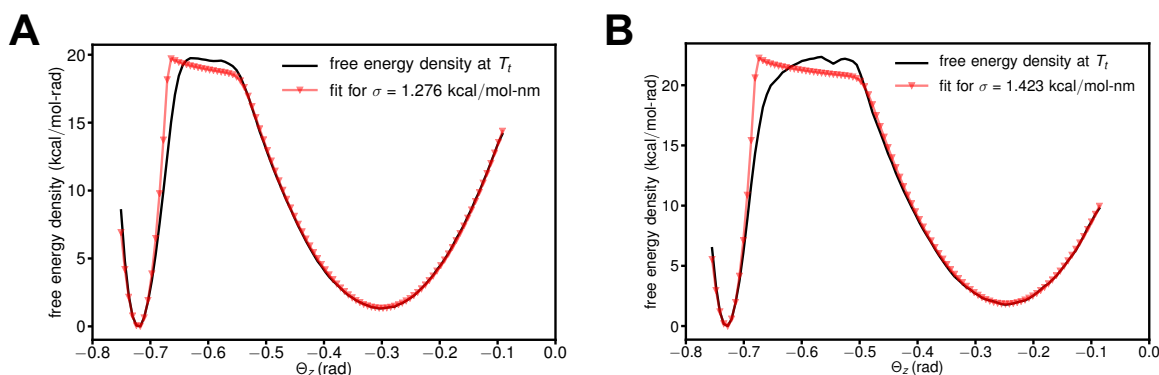 A
free energy density (kcal/mol-rad)
20
15
10
5
0
free energy density at Tₜ
fit for σ = 1.276 kcal/mol-nm
−0.8 −0.7 −0.6 −0.5 −0.4 −0.3 −0.2 −0.1 0.0
Θ_z (rad)
B
free energy density (kcal/mol-rad)
20
15
10
5
0
free energy density at Tₜ
fit for σ = 1.423 kcal/mol-nm
−0.8 −0.7 −0.6 −0.5 −0.4 −0.3 −0.2 −0.1 0.0
Θ_z (rad)